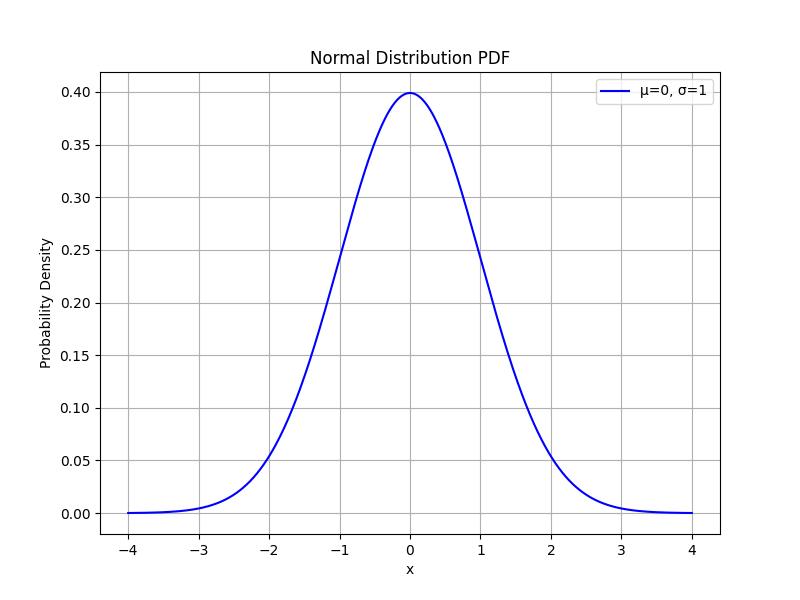 Normal Distribution PDF
μ=0, σ=1
Probability Density
0.40
0.35
0.30
0.25
0.20
0.15
0.10
0.05
0.00
−4 −3 −2 −1 0 1 2 3 4
x